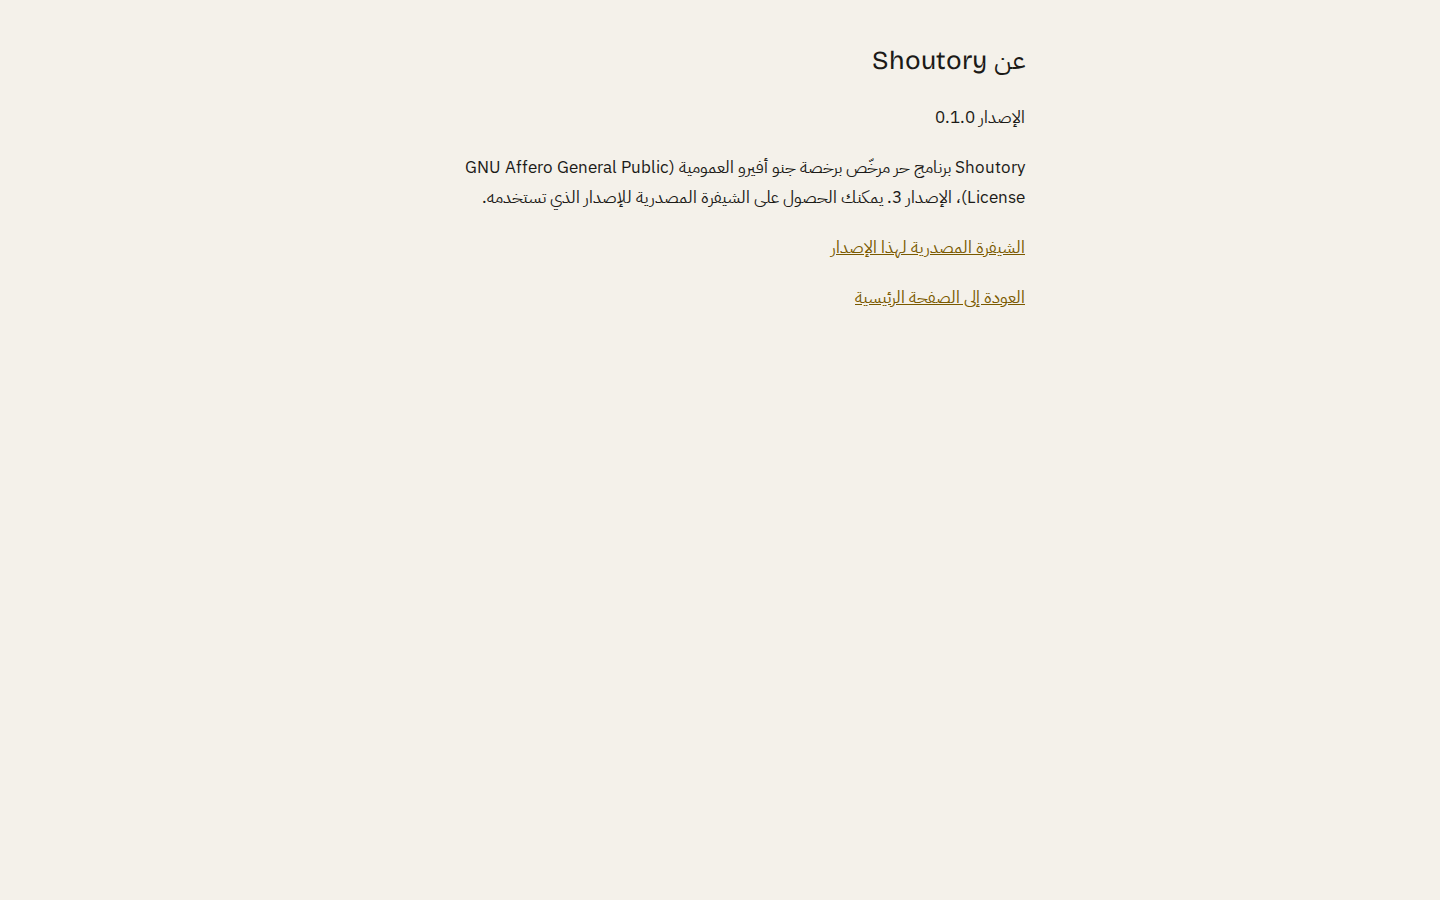 عن Shoutory
الإصدار 0.1.0
Shoutory برنامج حر مرخّص برخصة جنو أفيرو العمومية (GNU Affero General Public
License)، الإصدار 3. يمكنك الحصول على الشيفرة المصدرية للإصدار الذي تستخدمه.
الشيفرة المصدرية لهذا الإصدار
العودة إلى الصفحة الرئيسية